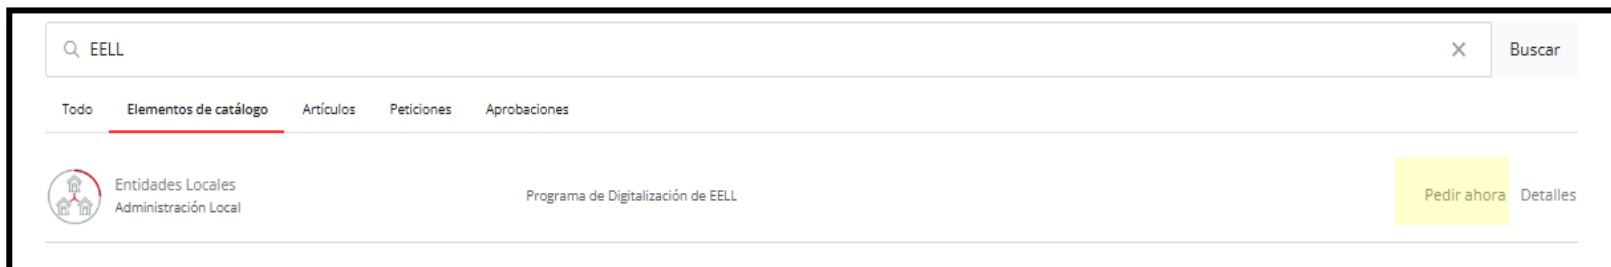 EELL
Buscar
Todo Elementos de catálogo Artículos Peticiones Aprobaciones
Entidades Locales
Administración Local
Programa de Digitalización de EELL
Pedir ahora Detalles